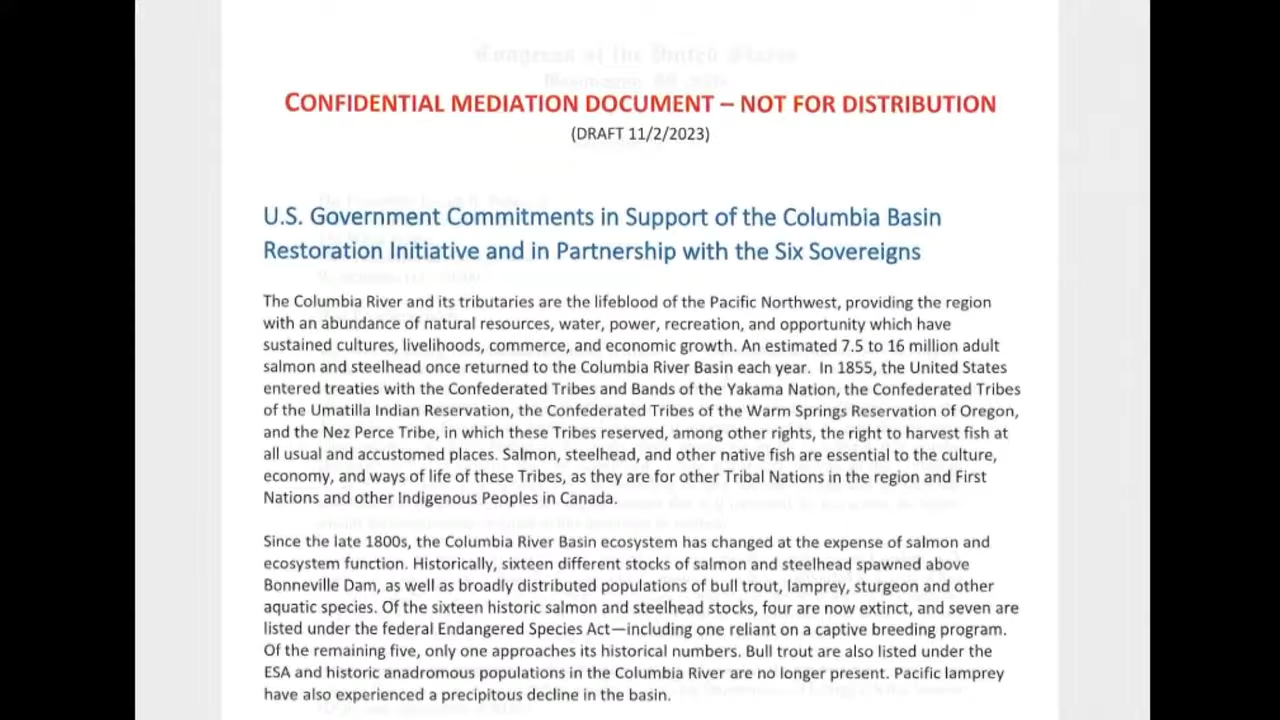 Congress of the United States
CONFIDENTIAL MEDIATION DOCUMENT – NOT FOR DISTRIBUTION
(DRAFT 11/2/2023)
U.S. Government Commitments in Support of the Columbia Basin
Restoration Initiative and in Partnership with the Six Sovereigns
The Columbia River and its tributaries are the lifeblood of the Pacific Northwest, providing the region
with an abundance of natural resources, water, power, recreation, and opportunity which have
sustained cultures, livelihoods, commerce, and economic growth. An estimated 7.5 to 16 million adult
salmon and steelhead once returned to the Columbia River Basin each year. In 1855, the United States
entered treaties with the Confederated Tribes and Bands of the Yakama Nation, the Confederated Tribes
of the Umatilla Indian Reservation, the Confederated Tribes of the Warm Springs Reservation of Oregon,
and the Nez Perce Tribe, in which these Tribes reserved, among other rights, the right to harvest fish at
all usual and accustomed places. Salmon, steelhead, and other native fish are essential to the culture,
economy, and ways of life of these Tribes, as they are for other Tribal Nations in the region and First
Nations and other Indigenous Peoples in Canada.
Since the late 1800s, the Columbia River Basin ecosystem has changed at the expense of salmon and
ecosystem function. Historically, sixteen different stocks of salmon and steelhead spawned above
Bonneville Dam, as well as broadly distributed populations of bull trout, lamprey, sturgeon and other
aquatic species. Of the sixteen historic salmon and steelhead stocks, four are now extinct, and seven are
listed under the federal Endangered Species Act—including one reliant on a captive breeding program.
Of the remaining five, only one approaches its historical numbers. Bull trout are also listed under the
ESA and historic anadromous populations in the Columbia River are no longer present. Pacific lamprey
have also experienced a precipitous decline in the basin.